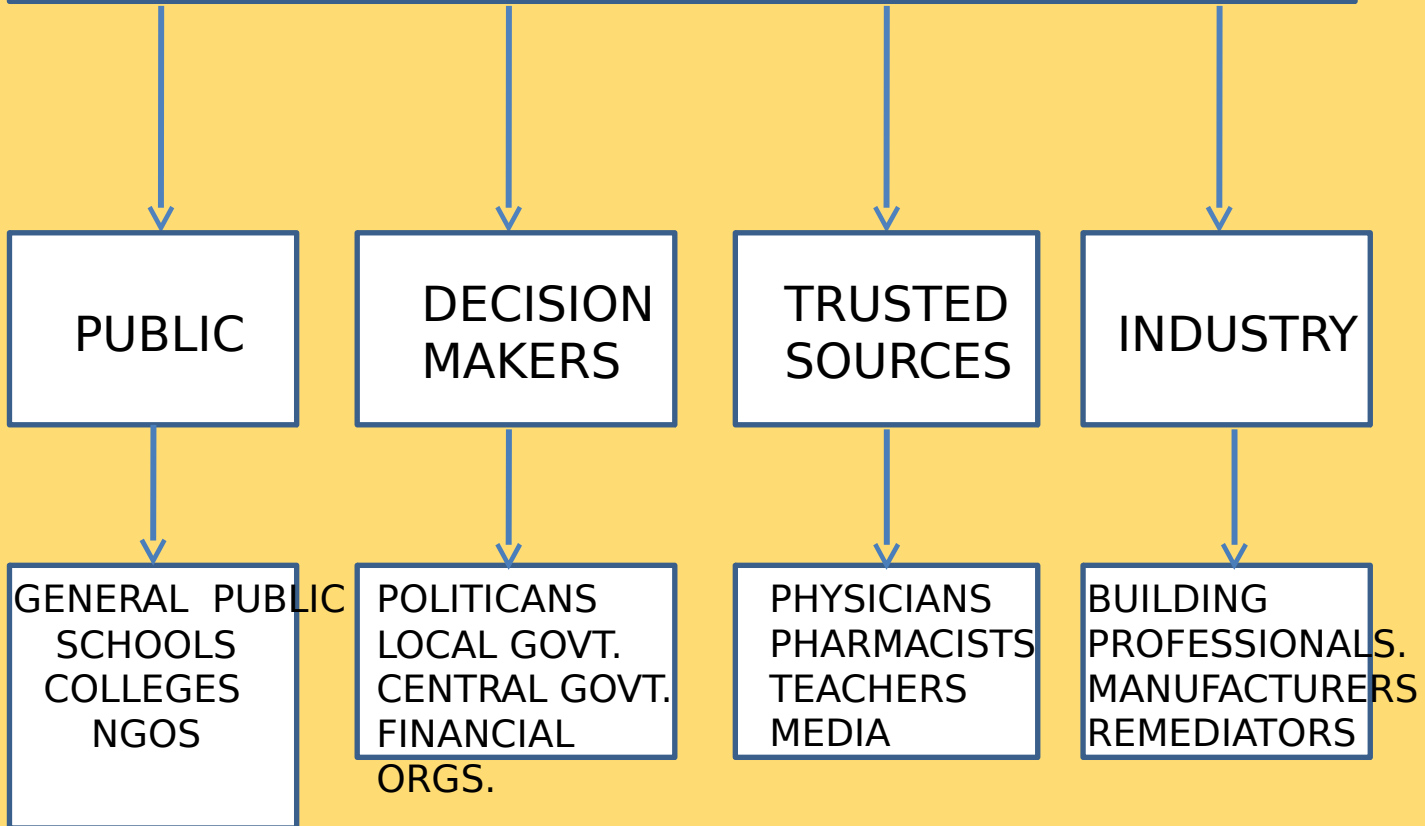 PUBLIC
DECISION
MAKERS
TRUSTED
SOURCES
INDUSTRY
GENERAL PUBLIC
SCHOOLS
COLLEGES
NGOS
POLITICANS
LOCAL GOVT.
CENTRAL GOVT.
FINANCIAL
ORGS.
PHYSICIANS
PHARMACISTS
TEACHERS
MEDIA
BUILDING
PROFESSIONALS.
MANUFACTURERS
REMEDIATORS